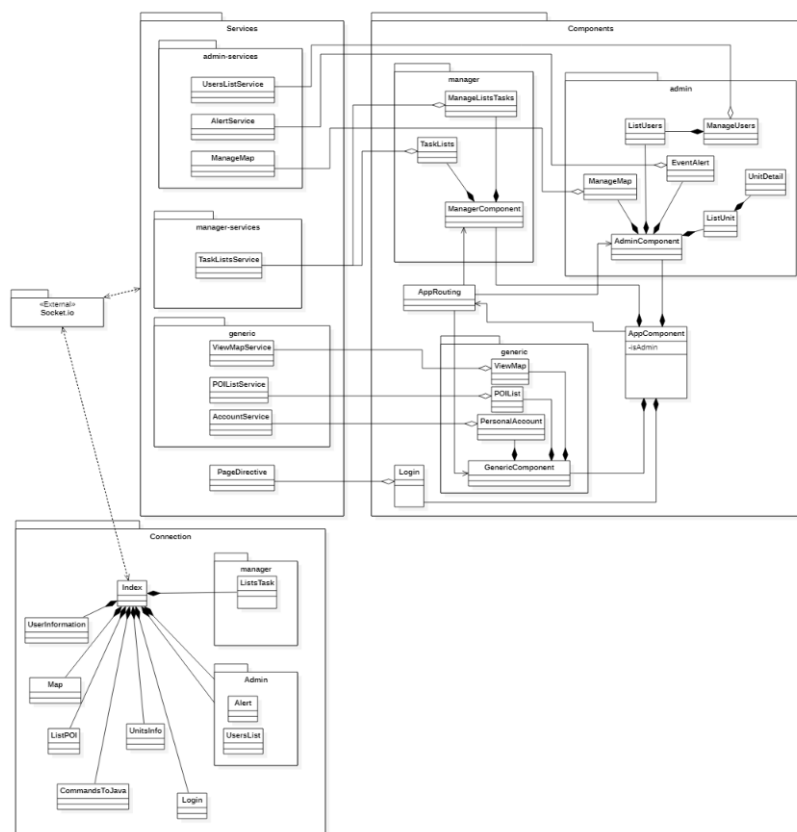 Services
admin-services
UsersListService
AlertService
ManageMap
manager-services
TaskListsService
generic
ViewMapService
POIListService
AccountService
PageDirective
Components
manager
ManageListsTasks
TaskLists
ManagerComponent
admin
ListUsers
ManageUsers
EventAlert
UnitDetail
ManageMap
ListUnit
AdminComponent
AppRouting
AppComponent
-isAdmin
generic
ViewMap
POIList
PersonalAccount
GenericComponent
Login
«External»
Socket.io
Connection
manager
ListsTask
Index
UserInformation
Admin
Alert
UsersList
Map
ListPOI
UnitsInfo
CommandsToJava
Login